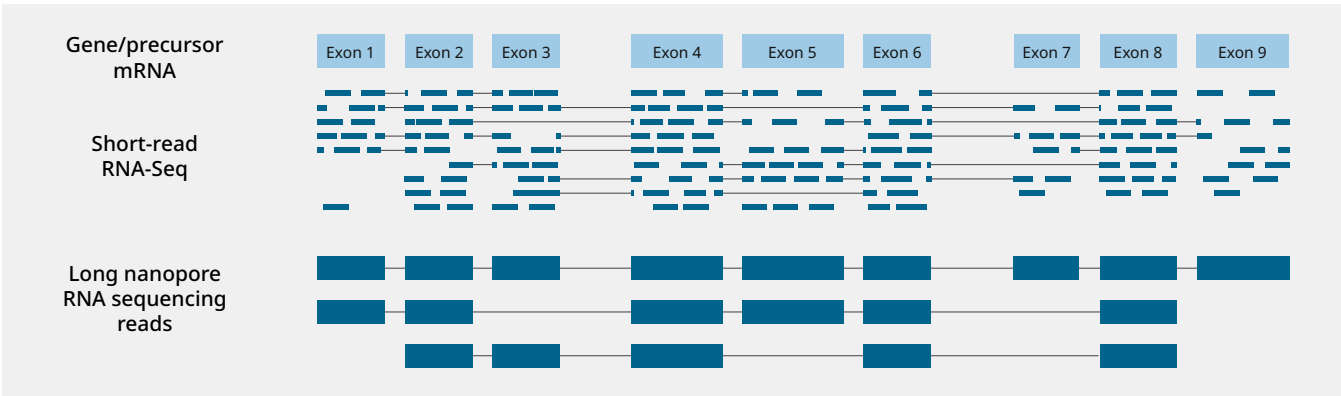 Gene/precursor
mRNA
Exon 1 Exon 2 Exon 3 Exon 4 Exon 5 Exon 6 Exon 7 Exon 8 Exon 9
Short-read
RNA-Seq
Long nanopore
RNA sequencing
reads